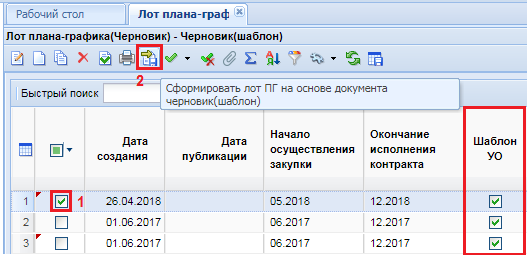 Рабочий стол
Лот плана-граф
Лот плана-графика(Черновик) - Черновик(шаблон)
2
Сформировать лот ПГ на основе документа
черновик(шаблон)
Быстрый поиск
Дата
создания
Дата
публикации
Начало
осуществления
закупки
Окончание
исполнения
контракта
Шаблон
УО
1 1 26.04.2018 05.2018 12.2018
2 01.06.2017 06.2017 12.2017
3 01.06.2017 06.2017 12.2017